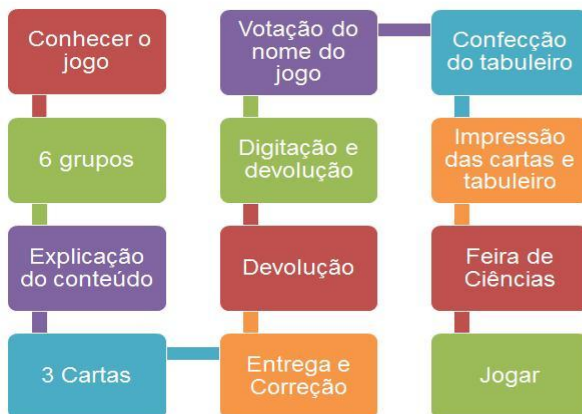 Conhecer o
jogo
6 grupos
Explicação
do conteúdo
3 Cartas
Entrega e
Correção
Devolução
Digitação e
devolução
Votação do
nome do
jogo
Confecção
do tabuleiro
Impressão
das cartas e
tabuleiro
Feira de
Ciências
Jogar